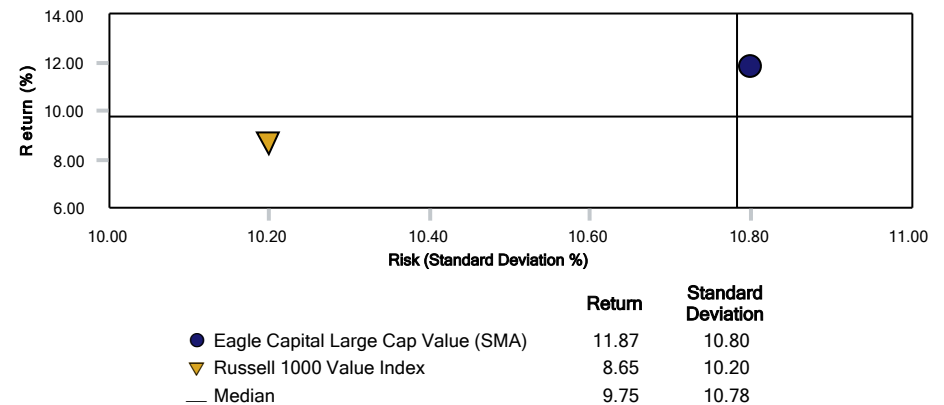 14.00
12.00
10.00
8.00
6.00
Return (%)
10.00 10.20 10.40 10.60 10.80 11.00
Risk (Standard Deviation %)
Return Standard Deviation
Eagle Capital Large Cap Value (SMA) 11.87 10.80
Russell 1000 Value Index 8.65 10.20
Median 9.75 10.78